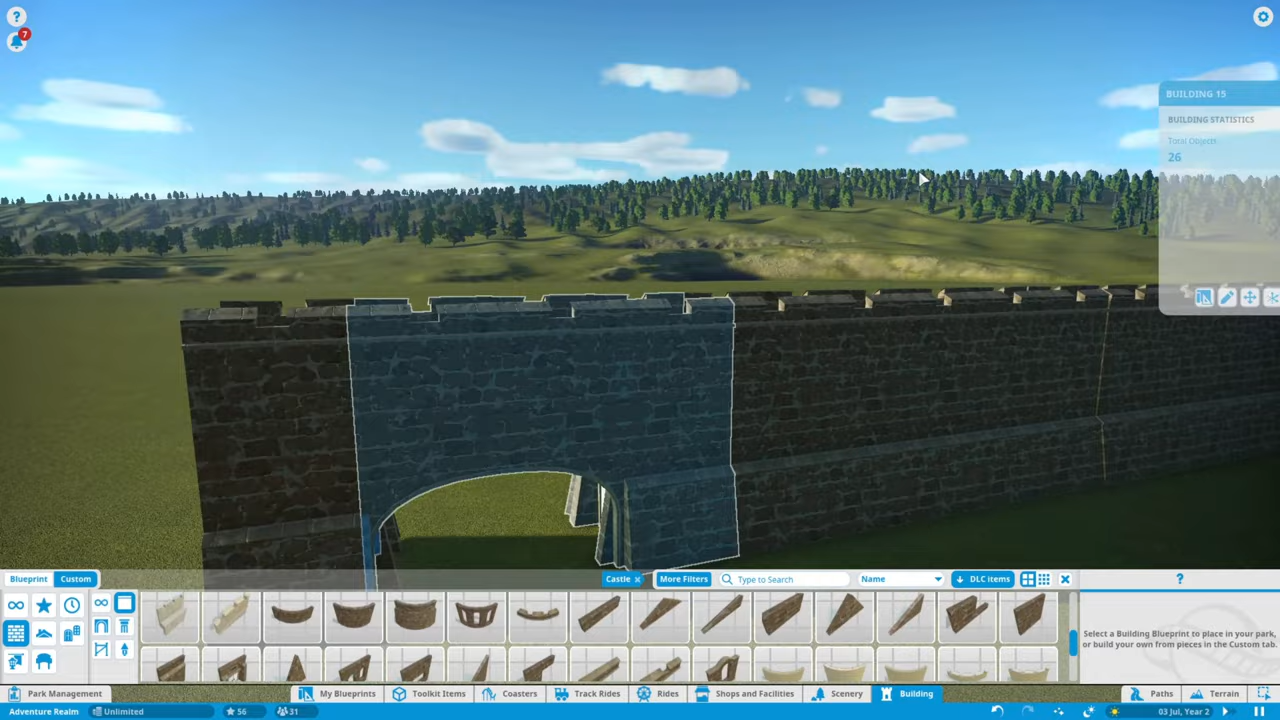 ?
7
BUILDING 15
BUILDING STATISTICS
Total Objects
26
Blueprint
Custom
Castle ×
More Filters
Type to Search
Name
DLC items
?
Select a Building Blueprint to place in your park,
or build your own from pieces in the Custom tab.
Park Management
My Blueprints
Toolkit Items
Coasters
Track Rides
Rides
Shops and Facilities
Scenery
Building
Paths
Terrain
Adventure Realm
Unlimited
56
31
03 Jul, Year 2